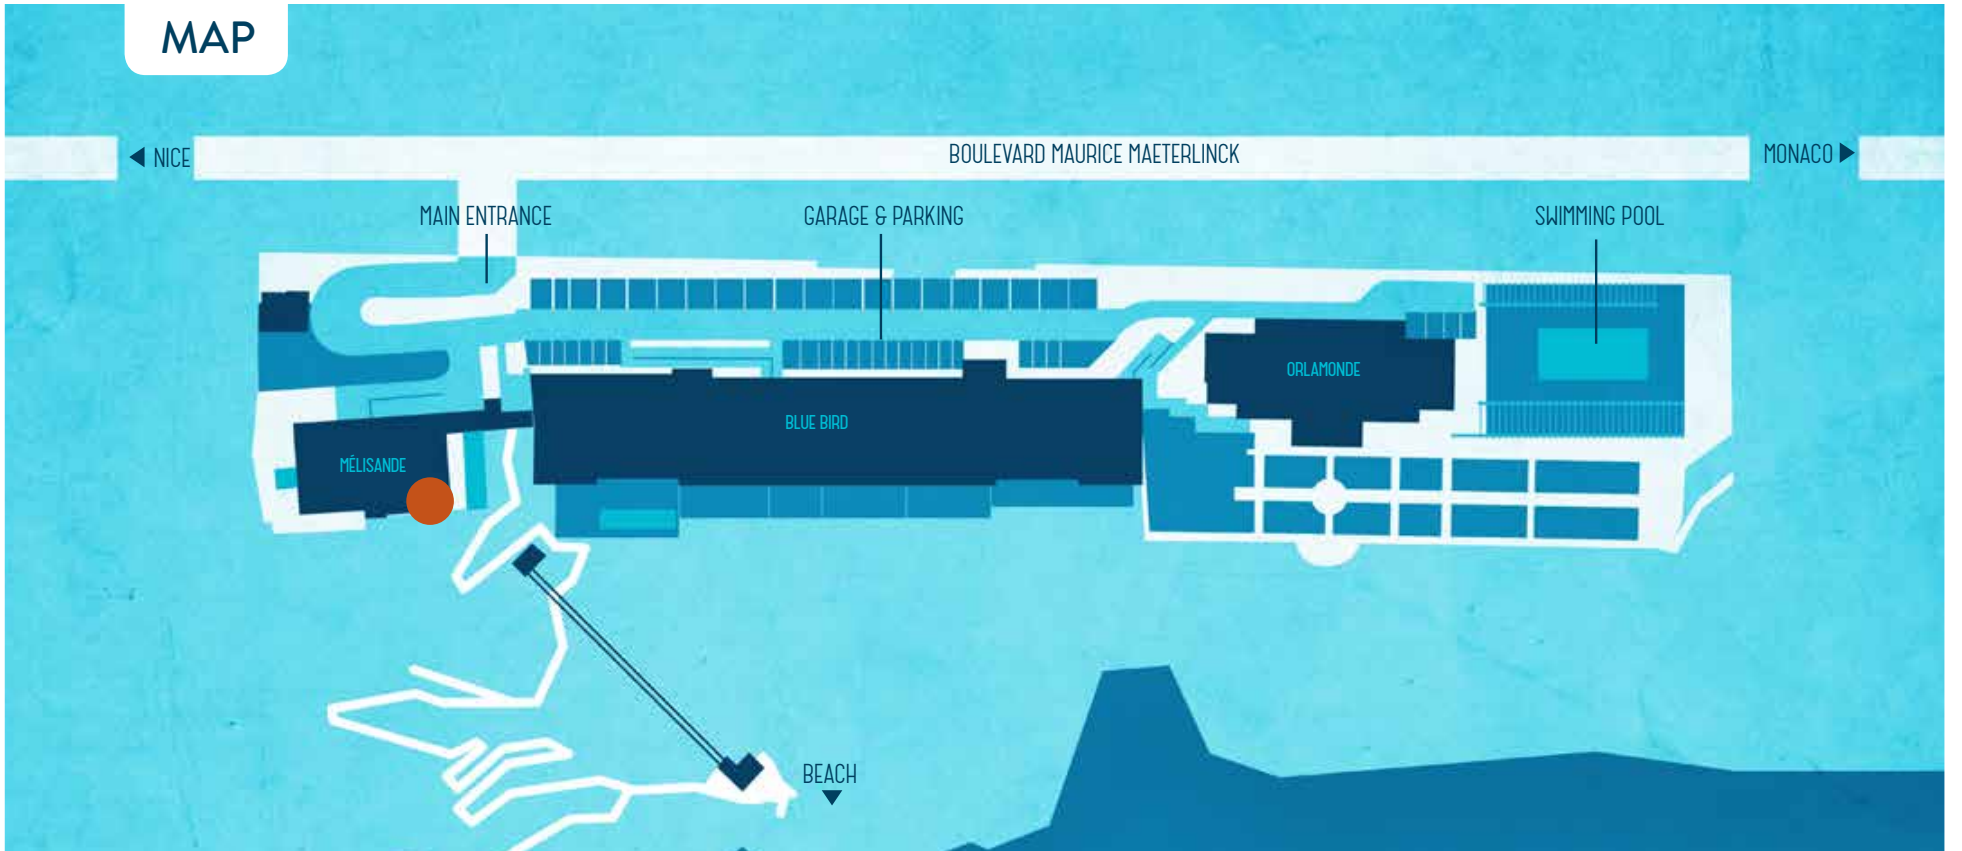 MAP
◀ NICE
BOULEVARD MAURICE MAETERLINCK
MONACO ▶
MAIN ENTRANCE
GARAGE & PARKING
SWIMMING POOL
ORLAMONDE
BLUE BIRD
MÉLISANDE
BEACH
▼